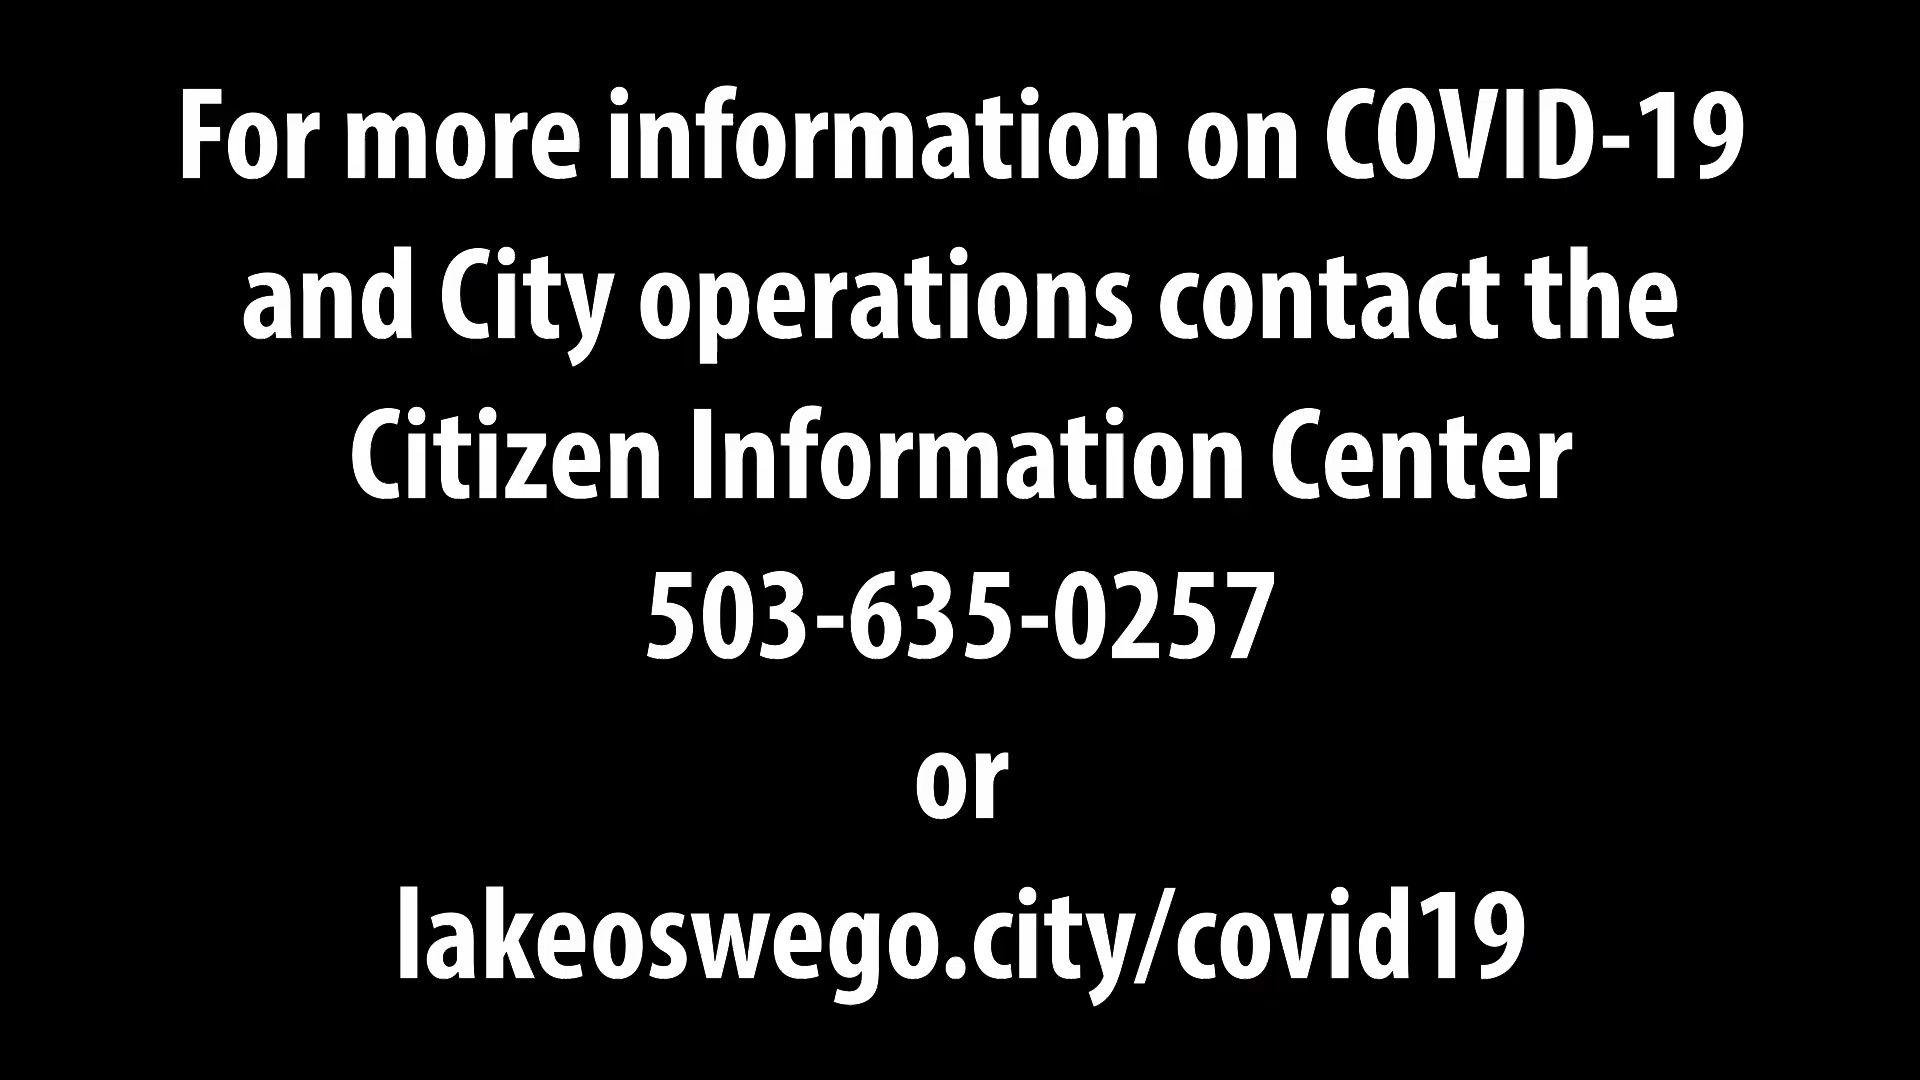 For more information on COVID-19
and City operations contact the
Citizen Information Center
503-635-0257
or
lakeoswego.city/covid19